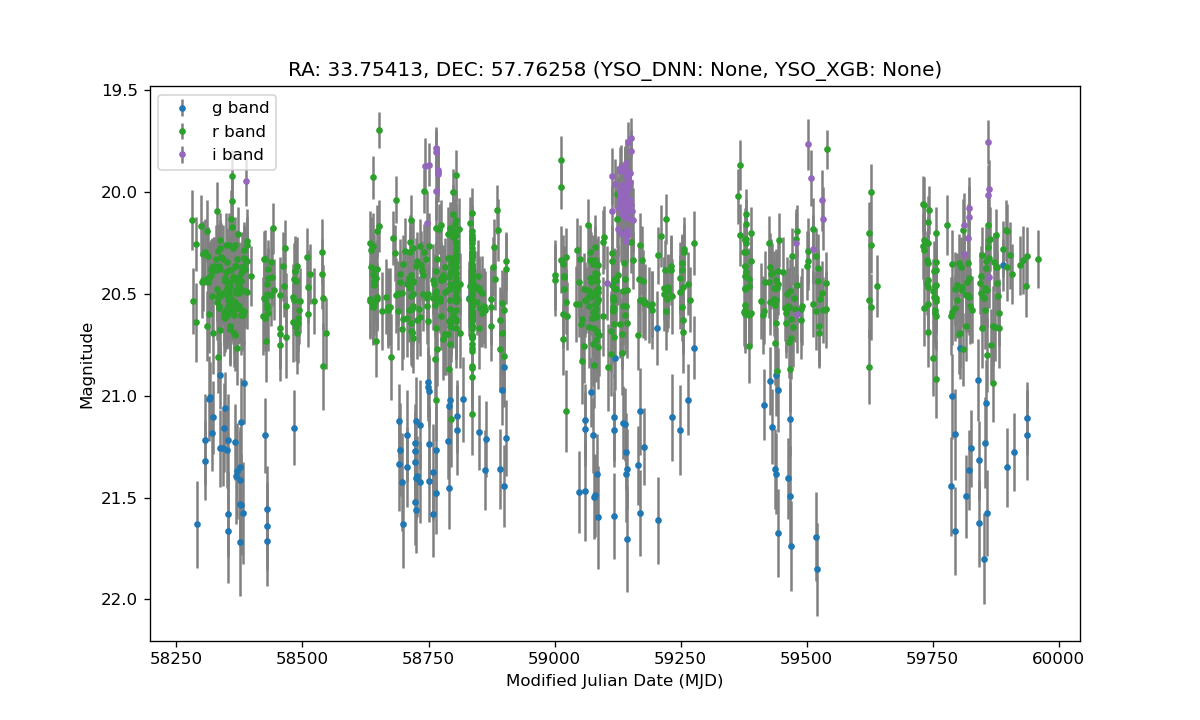 RA: 33.75413, DEC: 57.76258 (YSO_DNN: None, YSO_XGB: None)
19.5
20.0
20.5
21.0
21.5
22.0
Magnitude
g band
r band
i band
58250
58500
58750
59000
59250
59500
59750
60000
Modified Julian Date (MJD)